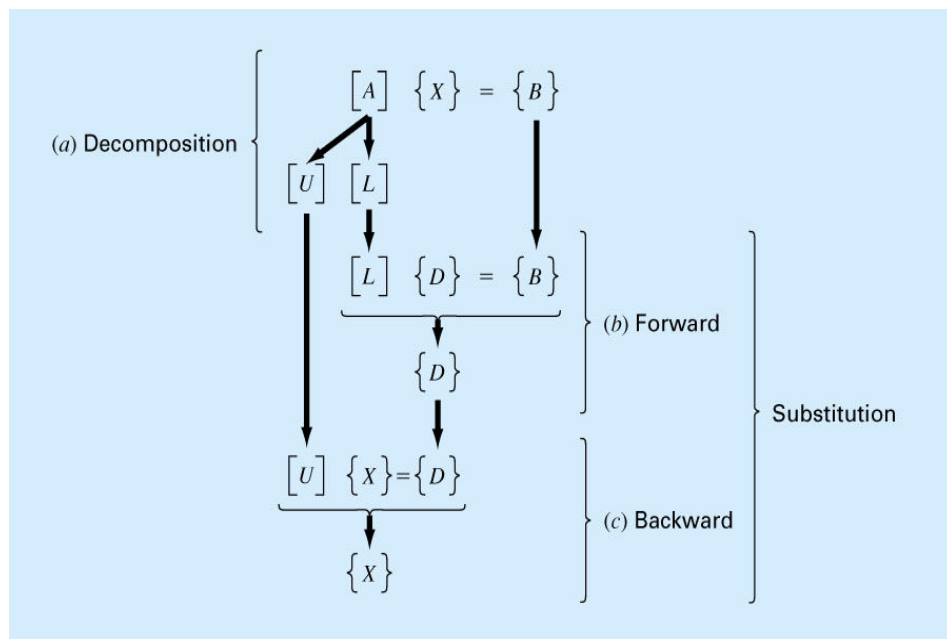 [A] {X} = {B}
(a) Decomposition
[U] [L]
[L] {D} = {B}
(b) Forward
{D}
Substitution
[U] {X}={D}
(c) Backward
{X}